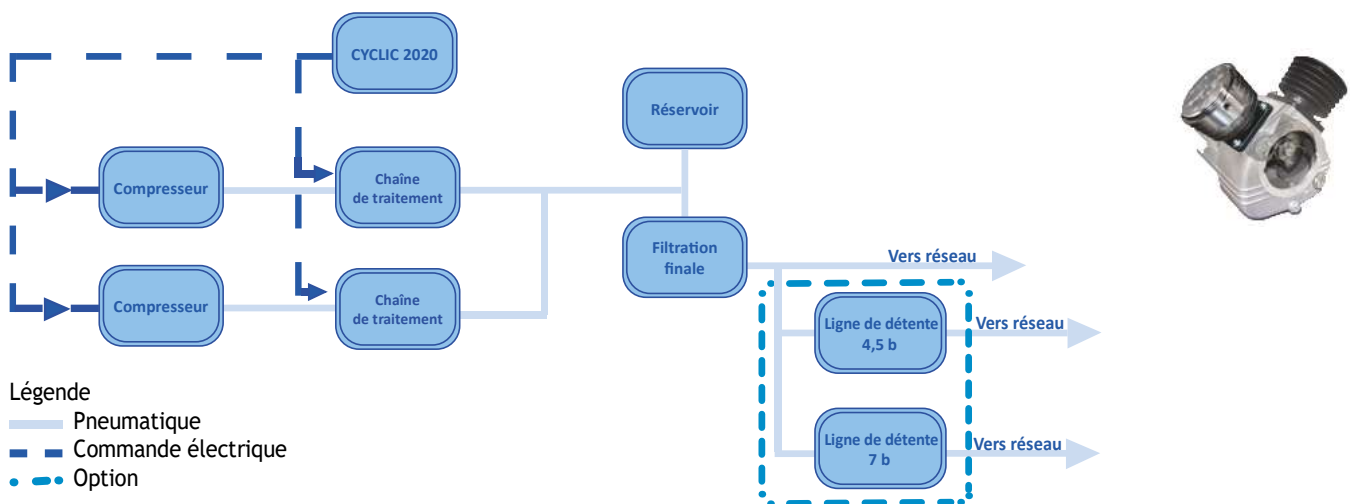 CYCLIC 2020
Réservoir
Compresseur
Chaîne
de traitement
Filtration
finale
Vers réseau
Compresseur
Chaîne
de traitement
Ligne de détente
4,5 b
Vers réseau
Ligne de détente
7 b
Vers réseau
Légende
Pneumatique
Commande électrique
Option